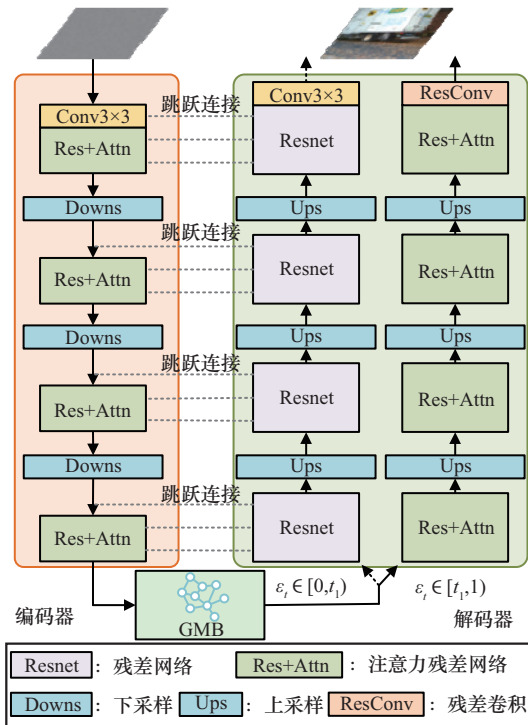 Conv3×3
Res+Attn
跳跃连接
Conv3×3
Resnet
ResConv
Res+Attn
Downs
Ups
Ups
跳跃连接
Res+Attn
Resnet
Res+Attn
Downs
Ups
Ups
跳跃连接
Res+Attn
Resnet
Res+Attn
Downs
Ups
Ups
跳跃连接
Res+Attn
Resnet
Res+Attn
编码器
GMB
ε_t∈[0,t_1)
ε_t∈[t_1,1)
解码器
Resnet：残差网络 Res+Attn：注意力残差网络
Downs：下采样 Ups：上采样 ResConv：残差卷积